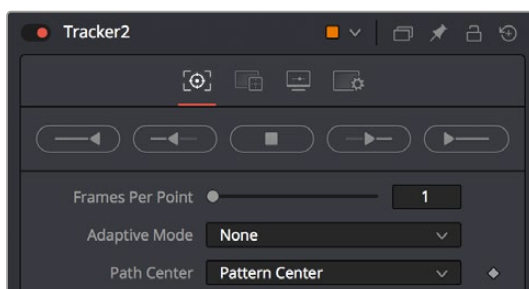 Tracker2
Frames Per Point 1
Adaptive Mode None
Path Center Pattern Center